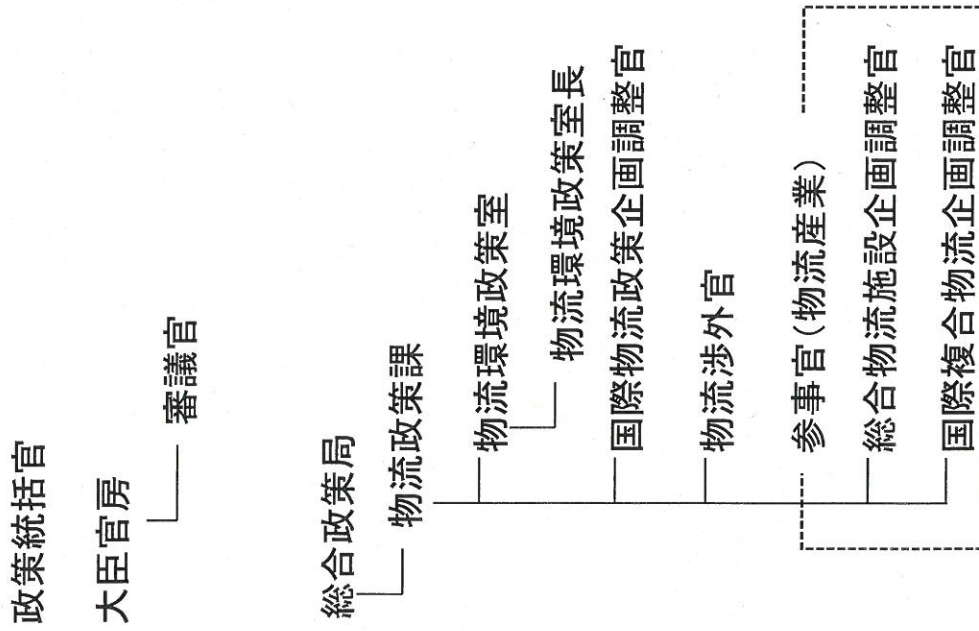 政策統括官
大臣官房
審議官
総合政策局
物流政策課
物流環境政策室
物流環境政策室長
国際物流政策企画調整官
物流渉外官
参事官(物流産業)
総合物流施設企画調整官
国際複合物流企画調整官